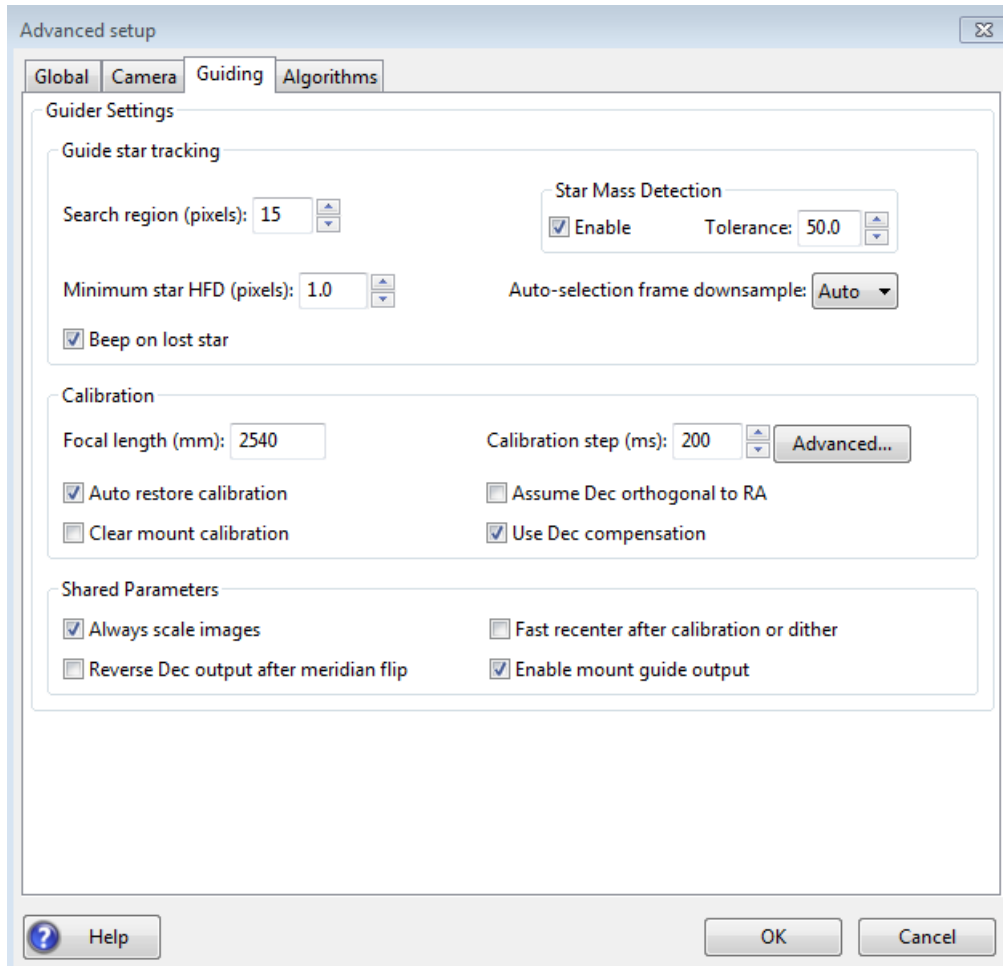 Advanced setup
Global Camera Guiding Algorithms
Guider Settings
Guide star tracking
Search region (pixels): 15
Star Mass Detection
Enable Tolerance: 50.0
Minimum star HFD (pixels): 1.0 Auto-selection frame downsample: Auto
Beep on lost star
Calibration
Focal length (mm): 2540 Calibration step (ms): 200 Advanced...
Auto restore calibration Assume Dec orthogonal to RA
Clear mount calibration Use Dec compensation
Shared Parameters
Always scale images Fast recenter after calibration or dither
Reverse Dec output after meridian flip Enable mount guide output
? Help OK Cancel